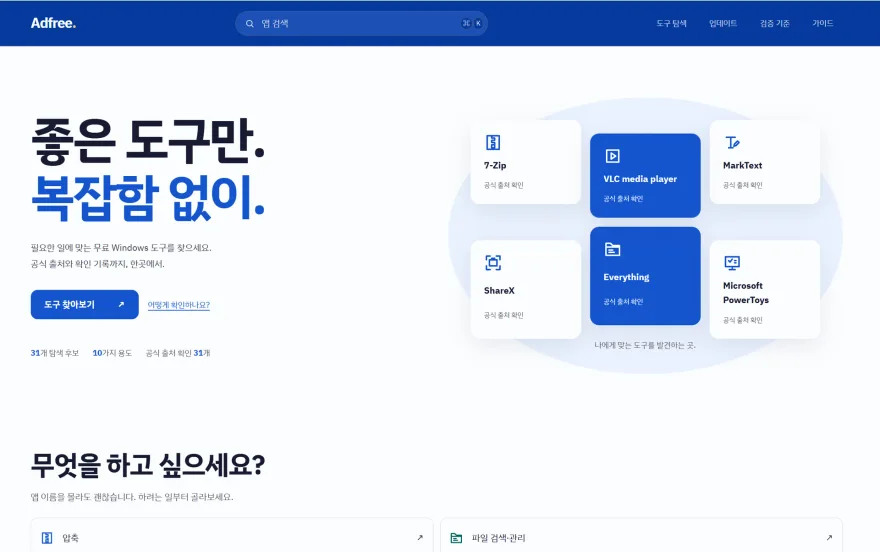 Adfree.
앱 검색
⌘ K
도구 탐색
업데이트
검증 기준
가이드
좋은 도구만.
복잡함 없이.
필요한 일에 맞는 무료 Windows 도구를 찾으세요.
공식 출처와 확인 기록까지, 한곳에서.
도구 찾아보기 ↗
어떻게 확인하나요?
31개 탐색 후보
10가지 용도
공식 출처 확인 31개
7-Zip
공식 출처 확인
VLC media player
공식 출처 확인
MarkText
공식 출처 확인
ShareX
공식 출처 확인
Everything
공식 출처 확인
Microsoft
PowerToys
공식 출처 확인
나에게 맞는 도구를 발견하는 곳.
무엇을 하고 싶으세요?
앱 이름을 몰라도 괜찮습니다. 하려는 일부터 골라보세요.
압축 ↗
파일 검색·관리 ↗